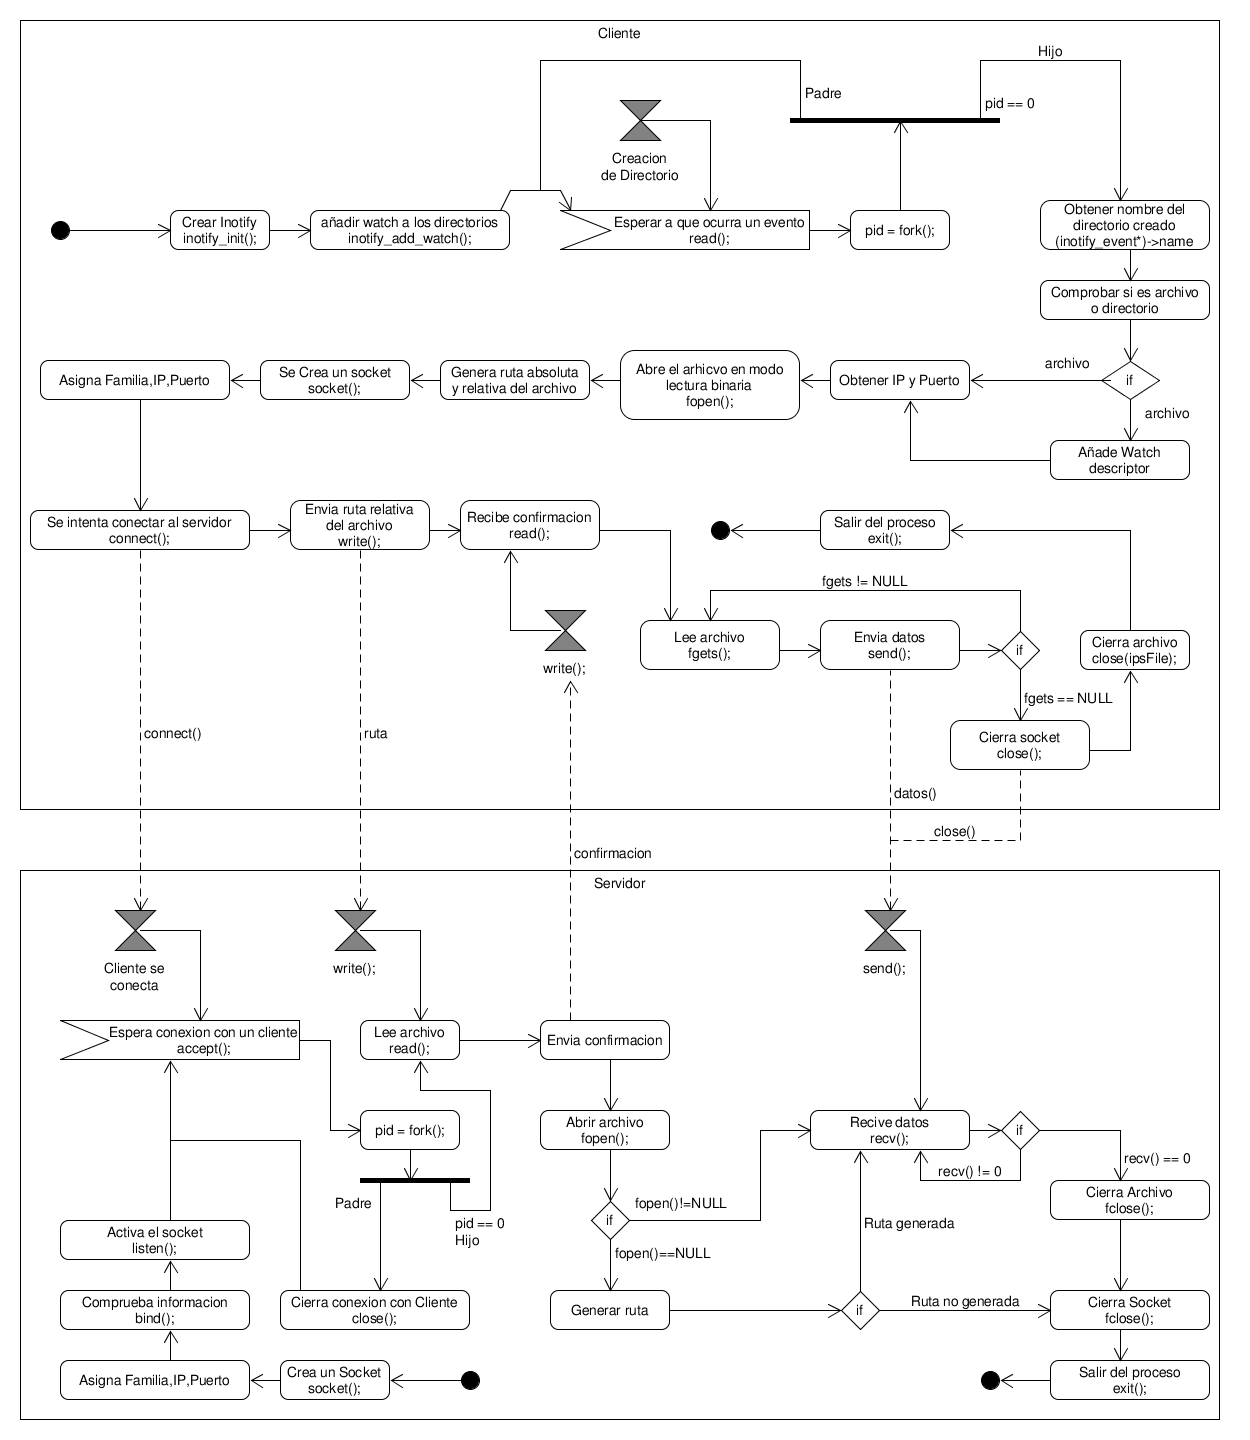 Cliente
Hijo
Padre
pid == 0
Creacion
de Directorio
Crear Inotify
inotify_init();
añadir watch a los directorios
inotify_add_watch();
Esperar a que ocurra un evento
read();
pid = fork();
Obtener nombre del
directorio creado
(inotify_event*)->name
Comprobar si es archivo
o directorio
archivo
if
archivo
Añade Watch
descriptor
Obtener IP y Puerto
Abre el arhicvo en modo
lectura binaria
fopen();
Genera ruta absoluta
y relativa del archivo
Se Crea un socket
socket();
Asigna Familia,IP,Puerto
Se intenta conectar al servidor
connect();
Envia ruta relativa
del archivo
write();
Recibe confirmacion
read();
write();
Salir del proceso
exit();
fgets != NULL
Lee archivo
fgets();
Envia datos
send();
if
Cierra archivo
close(ipsFile);
fgets == NULL
Cierra socket
close();
connect()
ruta
datos()
close()
confirmacion
Servidor
Cliente se
conecta
write();
send();
Espera conexion con un cliente
accept();
Lee archivo
read();
Envia confirmacion
pid = fork();
Abrir archivo
fopen();
Recive datos
recv();
if
recv() != 0
recv() == 0
Padre
pid == 0
Hijo
fopen()!=NULL
if
fopen()==NULL
Ruta generada
Cierra Archivo
fclose();
Activa el socket
listen();
Comprueba informacion
bind();
Cierra conexion con Cliente
close();
Generar ruta
if
Ruta no generada
Cierra Socket
fclose();
Asigna Familia,IP,Puerto
Crea un Socket
socket();
Salir del proceso
exit();